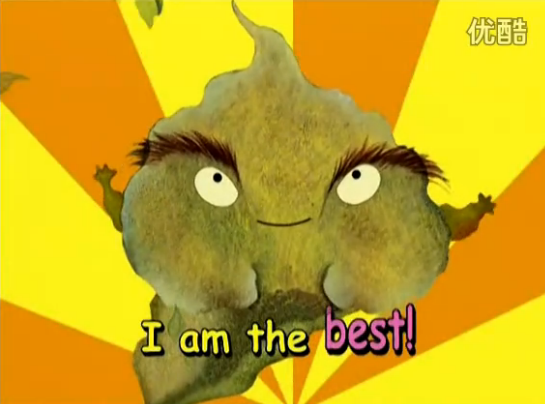 优酷
I am the best!